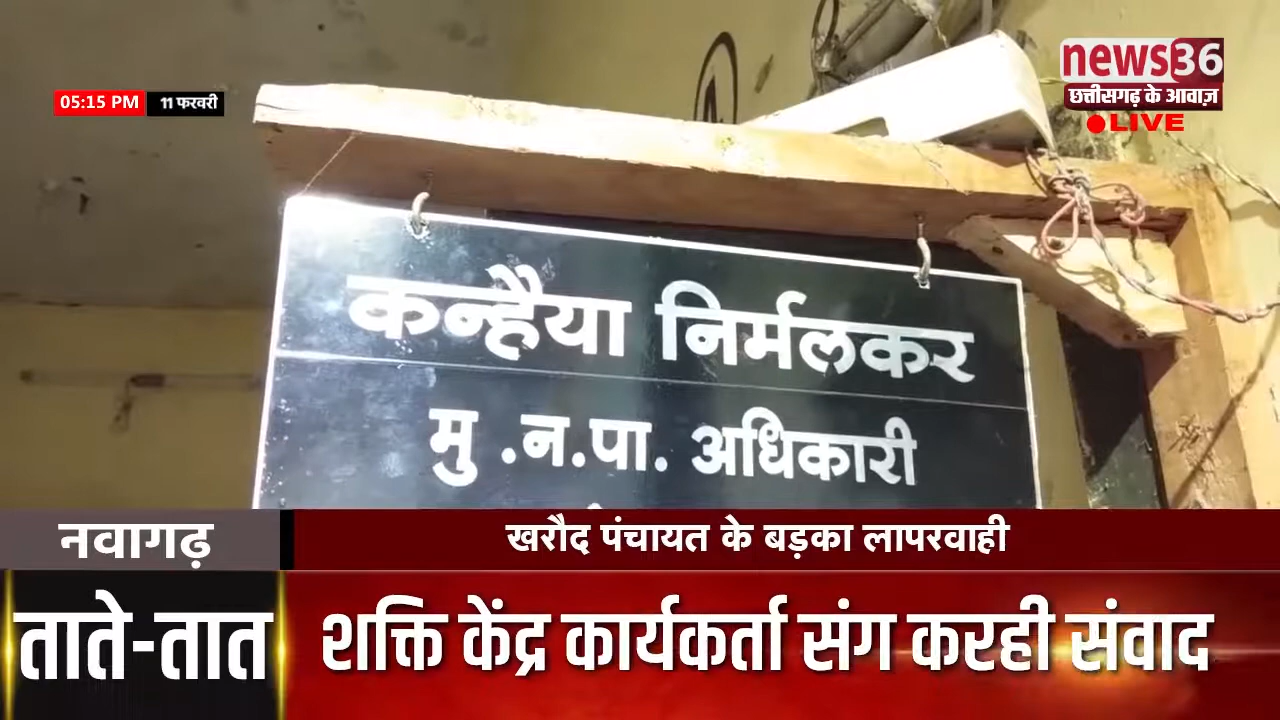 news36
छत्तीसगढ़ के आवाज़
LIVE
05:15 PM 11 फरवरी
कन्हैया निर्मलकर
मु .न.पा. अधिकारी
नवागढ़
खरौद पंचायत के बड़का लापरवाही
ताते-तात
शक्ति केंद्र कार्यकर्ता संग करही संवाद